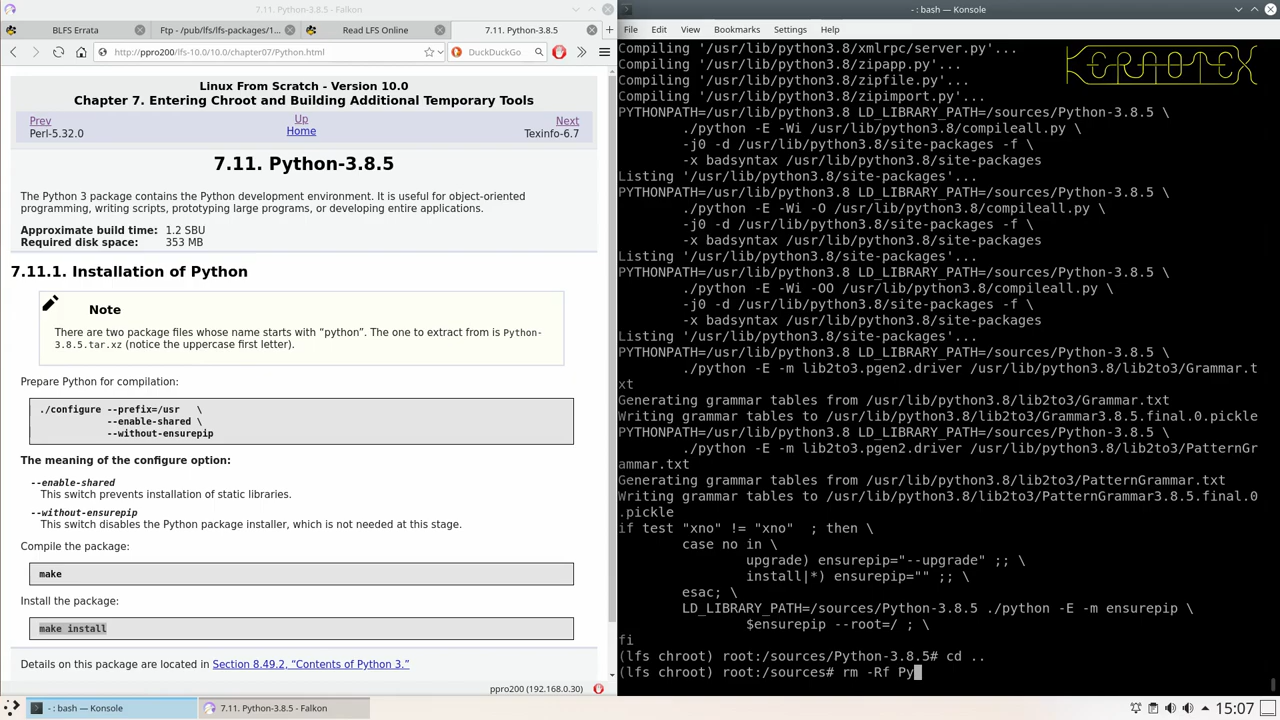 7.11. Python-3.8.5 - Falkon
BLFS Errata
Ftp - /pub/lfs/lfs-packages/1
Read LFS Online
7.11. Python-3.8.5
http://ppro200/lfs-10.0/10.0/chapter07/Python.html
DuckDuckGo
Linux From Scratch - Version 10.0
Chapter 7. Entering Chroot and Building Additional Temporary Tools
Prev Up Next
Perl-5.32.0 Home Texinfo-6.7
7.11. Python-3.8.5
The Python 3 package contains the Python development environment. It is useful for object-oriented
programming, writing scripts, prototyping large programs, or developing entire applications.
Approximate build time: 1.2 SBU
Required disk space: 353 MB
7.11.1. Installation of Python
Note
There are two package files whose name starts with “python”. The one to extract from is Python-
3.8.5.tar.xz (notice the uppercase first letter).
Prepare Python for compilation:
./configure --prefix=/usr \
--enable-shared \
--without-ensurepip
The meaning of the configure option:
--enable-shared
This switch prevents installation of static libraries.
--without-ensurepip
This switch disables the Python package installer, which is not needed at this stage.
Compile the package:
make
Install the package:
make install
Details on this package are located in Section 8.49.2, “Contents of Python 3.”
ppro200 (192.168.0.30)
- : bash — Konsole
File Edit View Bookmarks Settings Help
KERAOTEX
Compiling '/usr/lib/python3.8/xmlrpc/server.py'...
Compiling '/usr/lib/python3.8/zipapp.py'...
Compiling '/usr/lib/python3.8/zipfile.py'...
Compiling '/usr/lib/python3.8/zipimport.py'...
PYTHONPATH=/usr/lib/python3.8 LD_LIBRARY_PATH=/sources/Python-3.8.5 \
./python -E -Wi /usr/lib/python3.8/compileall.py \
-j0 -d /usr/lib/python3.8/site-packages -f \
-x badsyntax /usr/lib/python3.8/site-packages
Listing '/usr/lib/python3.8/site-packages'...
PYTHONPATH=/usr/lib/python3.8 LD_LIBRARY_PATH=/sources/Python-3.8.5 \
./python -E -Wi -O /usr/lib/python3.8/compileall.py \
-j0 -d /usr/lib/python3.8/site-packages -f \
-x badsyntax /usr/lib/python3.8/site-packages
Listing '/usr/lib/python3.8/site-packages'...
PYTHONPATH=/usr/lib/python3.8 LD_LIBRARY_PATH=/sources/Python-3.8.5 \
./python -E -Wi -OO /usr/lib/python3.8/compileall.py \
-j0 -d /usr/lib/python3.8/site-packages -f \
-x badsyntax /usr/lib/python3.8/site-packages
Listing '/usr/lib/python3.8/site-packages'...
PYTHONPATH=/usr/lib/python3.8 LD_LIBRARY_PATH=/sources/Python-3.8.5 \
./python -E -m lib2to3.pgen2.driver /usr/lib/python3.8/lib2to3/Grammar.t
xt
Generating grammar tables from /usr/lib/python3.8/lib2to3/Grammar.txt
Writing grammar tables to /usr/lib/python3.8/lib2to3/Grammar3.8.5.final.0.pickle
PYTHONPATH=/usr/lib/python3.8 LD_LIBRARY_PATH=/sources/Python-3.8.5 \
./python -E -m lib2to3.pgen2.driver /usr/lib/python3.8/lib2to3/PatternGr
ammar.txt
Generating grammar tables from /usr/lib/python3.8/lib2to3/PatternGrammar.txt
Writing grammar tables to /usr/lib/python3.8/lib2to3/PatternGrammar3.8.5.final.0
.pickle
if test "xno" != "xno" ; then \
case no in \
upgrade) ensurepip="--upgrade" ;; \
install|*) ensurepip="" ;; \
esac; \
LD_LIBRARY_PATH=/sources/Python-3.8.5 ./python -E -m ensurepip \
$ensurepip --root=/ ; \
fi
(lfs chroot) root:/sources/Python-3.8.5# cd ..
(lfs chroot) root:/sources# rm -Rf Py
- : bash — Konsole
7.11. Python-3.8.5 - Falkon
15:07